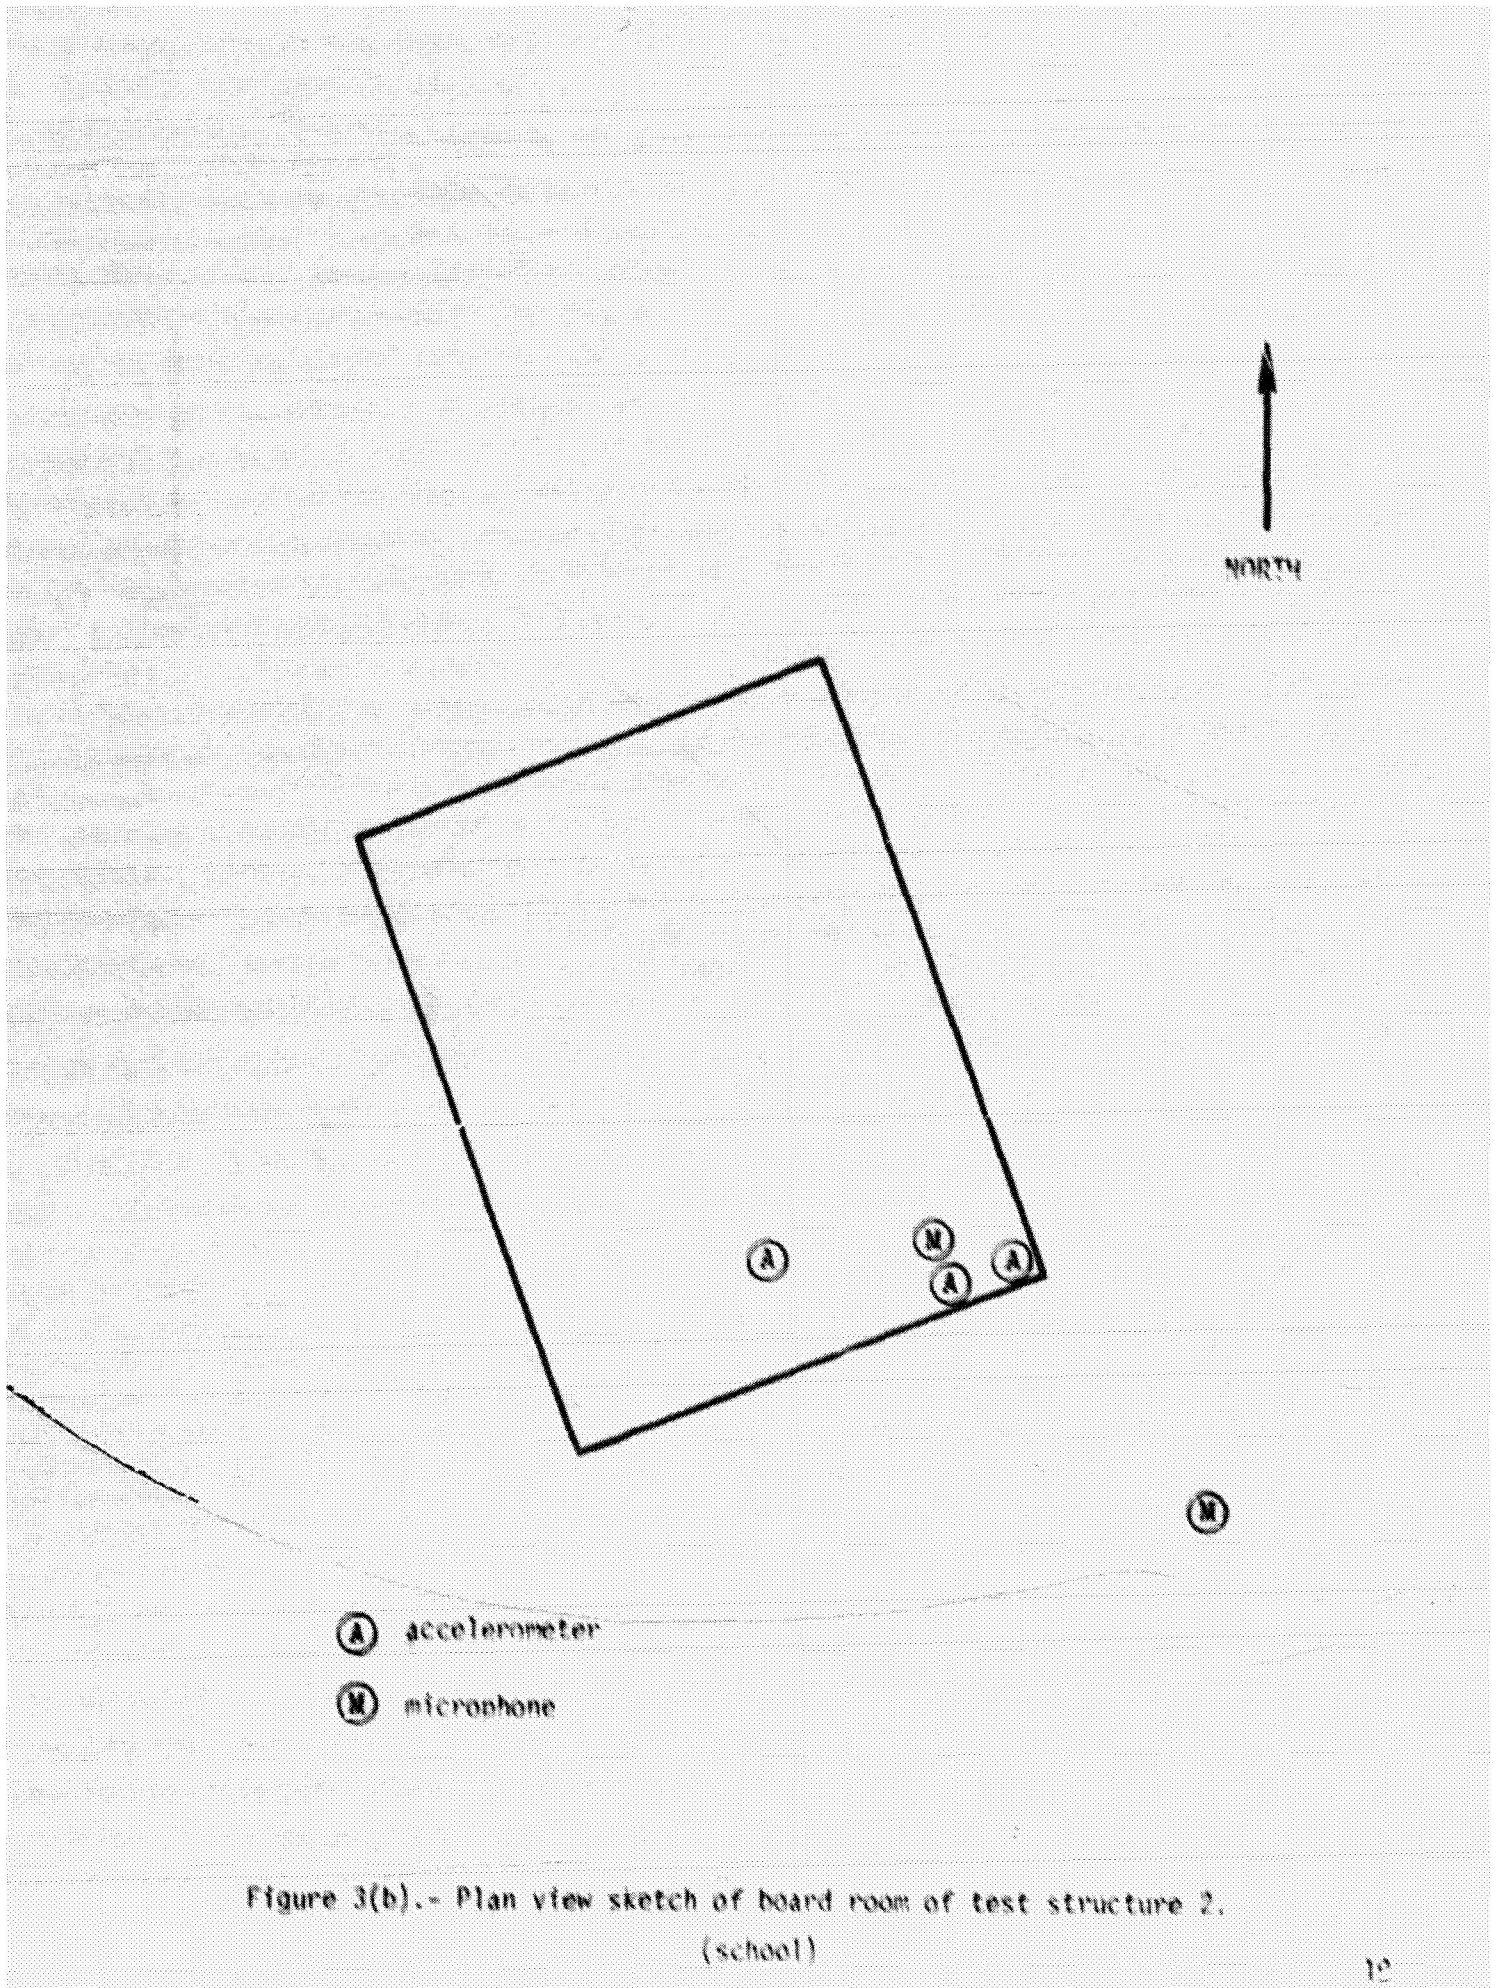 NORTH
A
M
A
A
M
A accelerometer
M microphone
Figure 3(b).- Plan view sketch of board room of test structure 2.
(school)